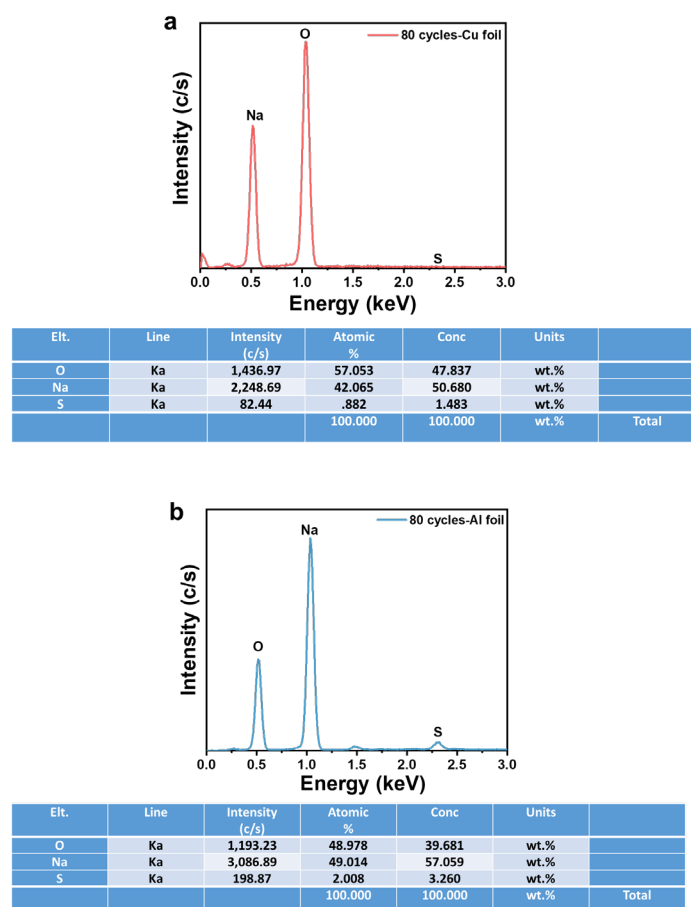 a
80 cycles-Cu foil
O
Na
S
Intensity (c/s)
0.0 0.5 1.0 1.5 2.0 2.5 3.0
Energy (keV)
Elt. Line Intensity (c/s) Atomic % Conc Units
O Ka 1,436.97 57.053 47.837 wt.%
Na Ka 2,248.69 42.065 50.680 wt.%
S Ka 82.44 .882 1.483 wt.%
100.000 100.000 wt.% Total
b
80 cycles-Al foil
Na
O
S
Intensity (c/s)
0.0 0.5 1.0 1.5 2.0 2.5 3.0
Energy (keV)
Elt. Line Intensity (c/s) Atomic % Conc Units
O Ka 1,193.23 48.978 39.681 wt.%
Na Ka 3,086.89 49.014 57.059 wt.%
S Ka 198.87 2.008 3.260 wt.%
100.000 100.000 wt.% Total